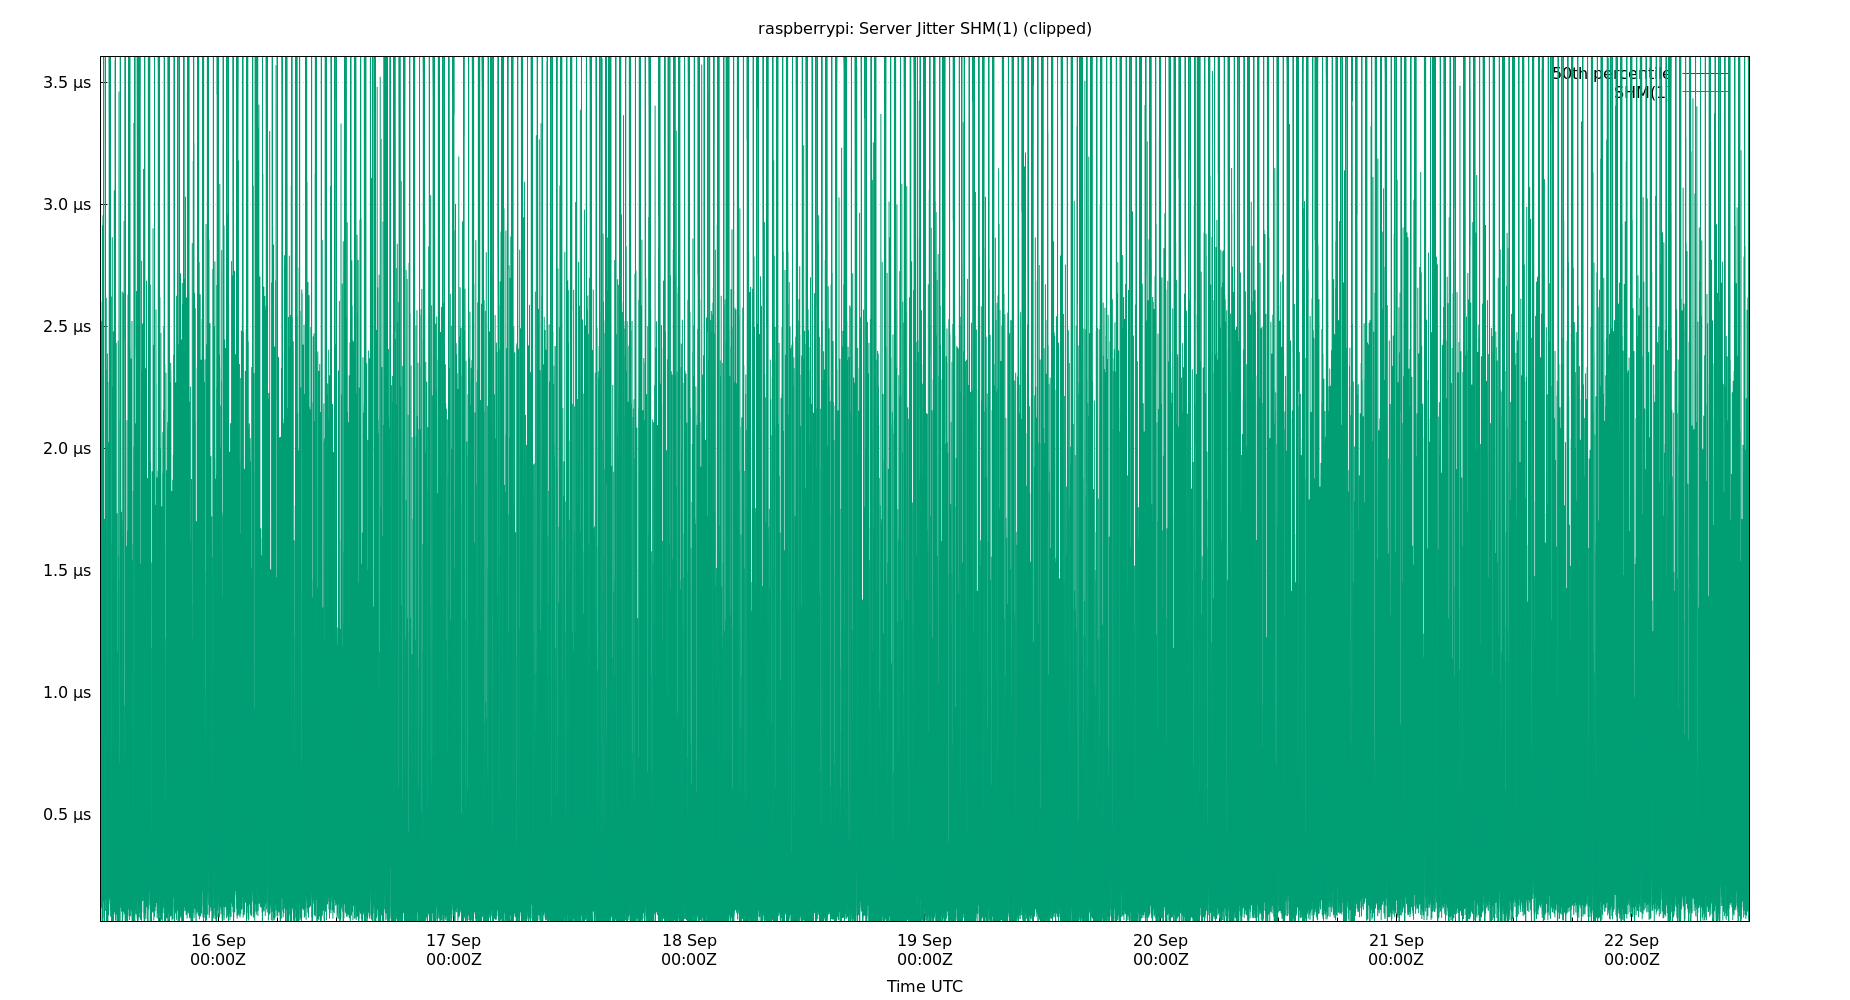 raspberrypi: Server Jitter SHM(1) (clipped)
50th percentile
SHM(1)
3.5 µs
3.0 µs
2.5 µs
2.0 µs
1.5 µs
1.0 µs
0.5 µs
16 Sep 17 Sep 18 Sep 19 Sep 20 Sep 21 Sep 22 Sep
00:00Z 00:00Z 00:00Z 00:00Z 00:00Z 00:00Z 00:00Z
Time UTC